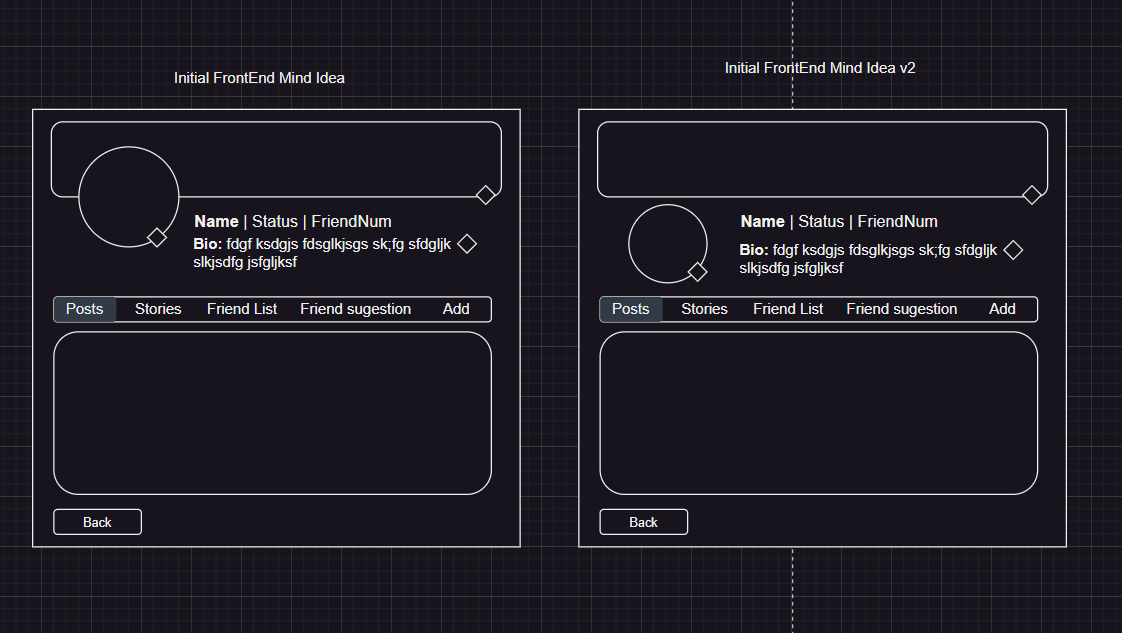 Initial FrontEnd Mind Idea
Name | Status | FriendNum
Bio: fdgf ksdgjs fdsglkjsgs sk;fg sfdgljk
slkjsdfg jsfgljksf
Posts Stories Friend List Friend sugestion Add
Back
Initial FrontEnd Mind Idea v2
Name | Status | FriendNum
Bio: fdgf ksdgjs fdsglkjsgs sk;fg sfdgljk
slkjsdfg jsfgljksf
Posts Stories Friend List Friend sugestion Add
Back